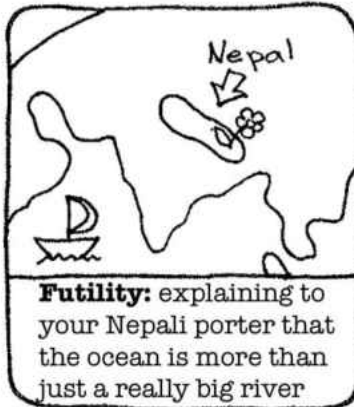 Nepal
Futility: explaining to
your Nepali porter that
the ocean is more than
just a really big river